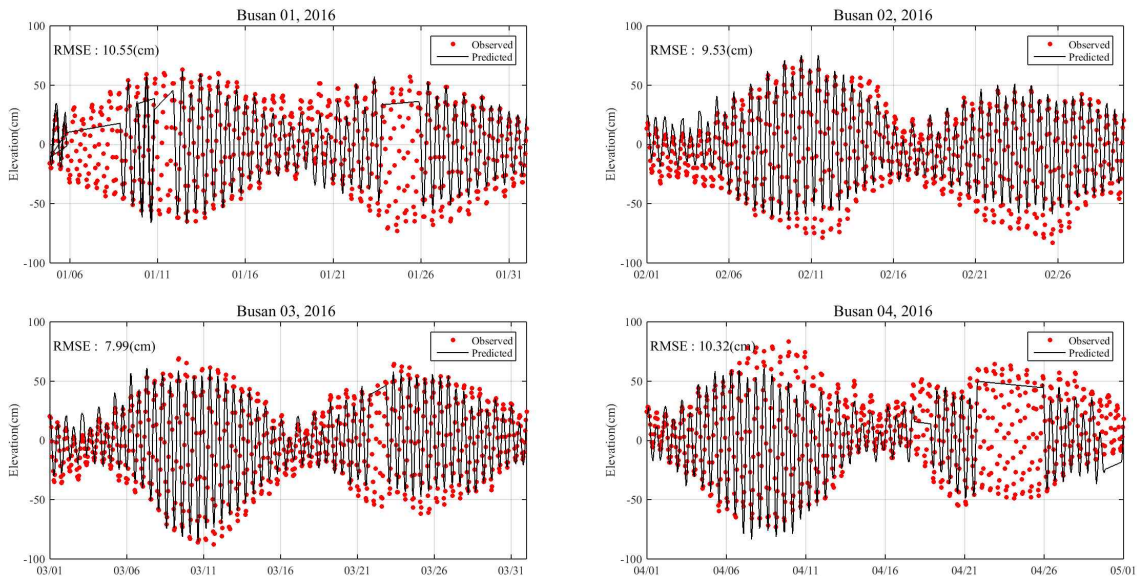 Busan 01, 2016
100
RMSE : 10.55(cm)
Observed
Predicted
50
Elevation(cm)
0
-50
-100
01/06 01/11 01/16 01/21 01/26 01/31
Busan 02, 2016
100
RMSE : 9.53(cm)
Observed
Predicted
50
Elevation(cm)
0
-50
-100
02/01 02/06 02/11 02/16 02/21 02/26
Busan 03, 2016
100
RMSE : 7.99(cm)
Observed
Predicted
50
Elevation(cm)
0
-50
-100
03/01 03/06 03/11 03/16 03/21 03/26 03/31
Busan 04, 2016
100
RMSE : 10.32(cm)
Observed
Predicted
50
Elevation(cm)
0
-50
-100
04/01 04/06 04/11 04/16 04/21 04/26 05/01